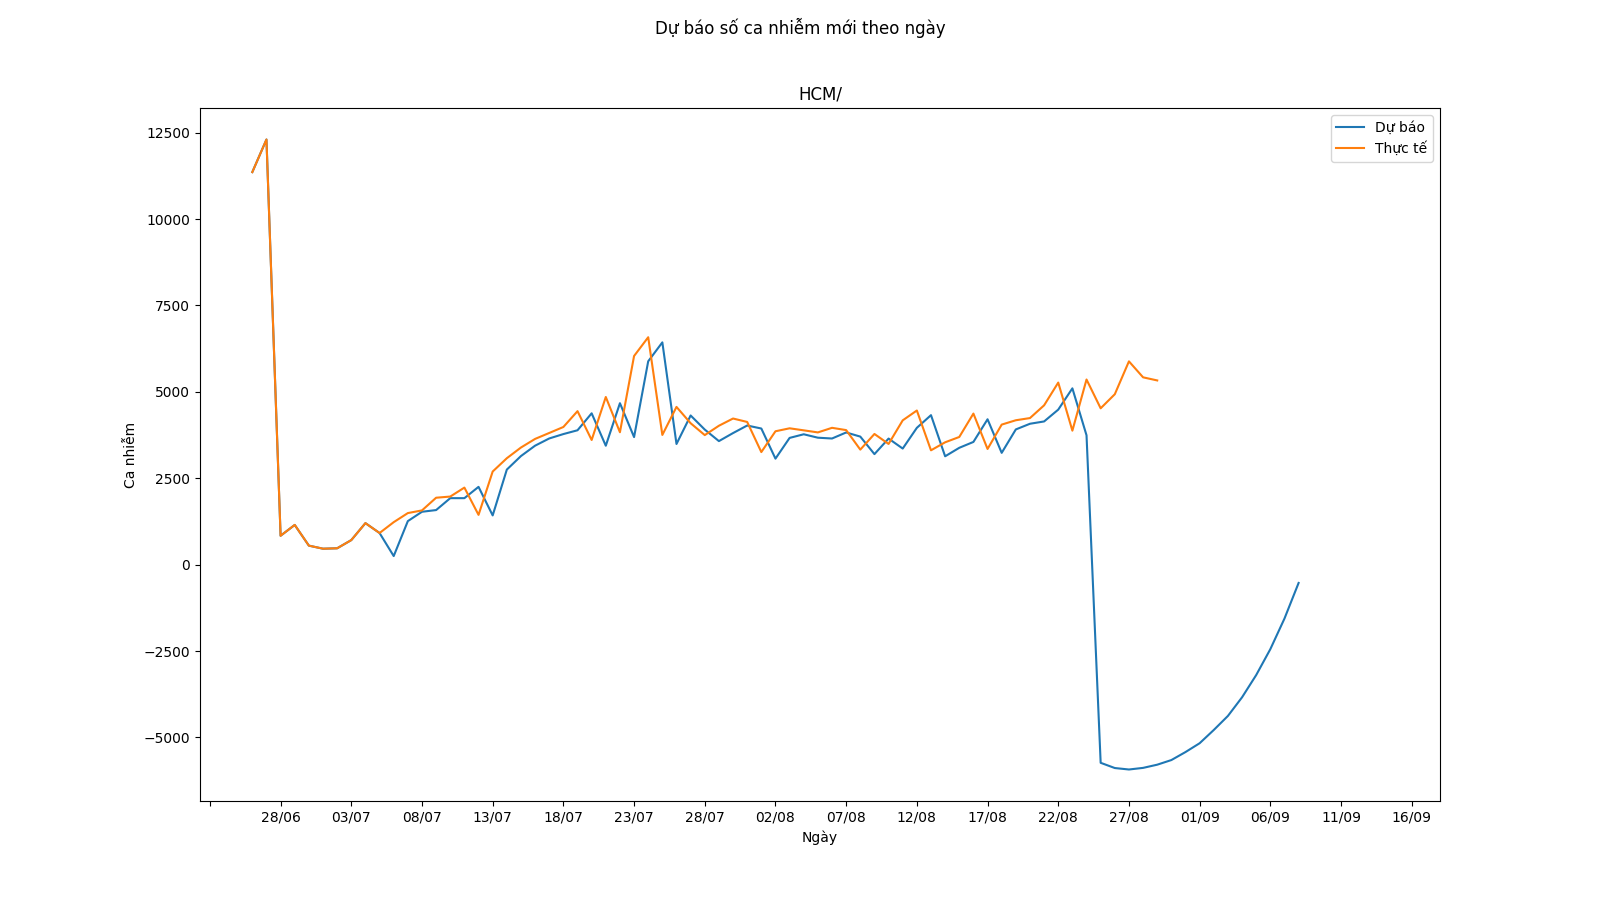 Dự báo số ca nhiễm mới theo ngày
HCM/
Dự báo
Thực tế
12500
10000
7500
5000
2500
0
−2500
−5000
Ca nhiễm
28/06 03/07 08/07 13/07 18/07 23/07 28/07 02/08 07/08 12/08 17/08 22/08 27/08 01/09 06/09 11/09 16/09
Ngày